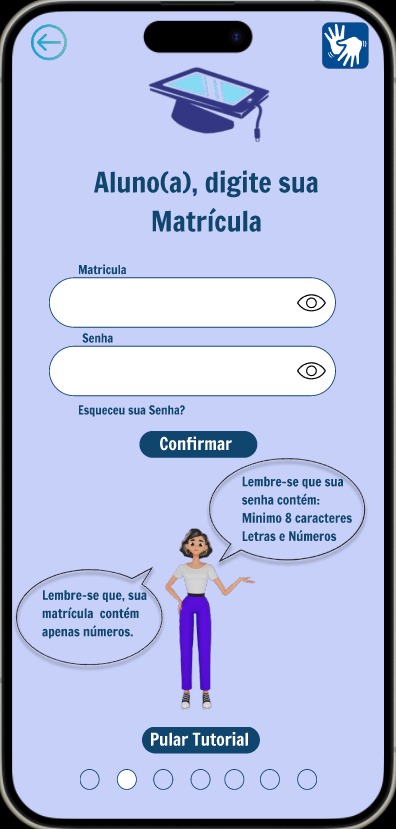 Aluno(a), digite sua
Matrícula
Matricula
Senha
Esqueceu sua Senha?
Confirmar
Lembre-se que sua
senha contém:
Minimo 8 caracteres
Letras e Números
Lembre-se que, sua
matrícula contém
apenas números.
Pular Tutorial